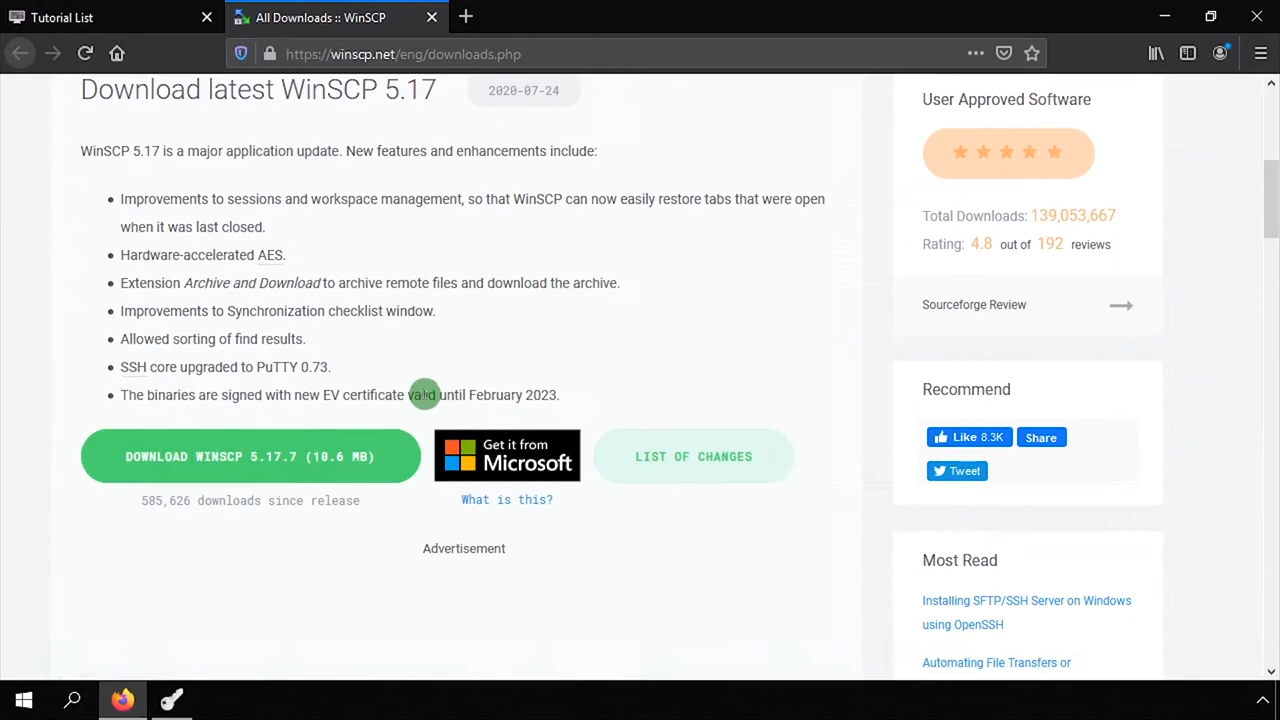 Tutorial List
All Downloads :: WinSCP
https://winscp.net/eng/downloads.php
Download latest WinSCP 5.17
2020-07-24
WinSCP 5.17 is a major application update. New features and enhancements include:
Improvements to sessions and workspace management, so that WinSCP can now easily restore tabs that were open
when it was last closed.
Hardware-accelerated AES.
Extension Archive and Download to archive remote files and download the archive.
Improvements to Synchronization checklist window.
Allowed sorting of find results.
SSH core upgraded to PuTTY 0.73.
The binaries are signed with new EV certificate valid until February 2023.
DOWNLOAD WINSCP 5.17.7 (10.6 MB)
Get it from
Microsoft
LIST OF CHANGES
585,626 downloads since release
What is this?
Advertisement
User Approved Software
Total Downloads: 139,053,667
Rating: 4.8 out of 192 reviews
Sourceforge Review
Recommend
Like 8.3K
Share
Tweet
Most Read
Installing SFTP/SSH Server on Windows
using OpenSSH
Automating File Transfers or